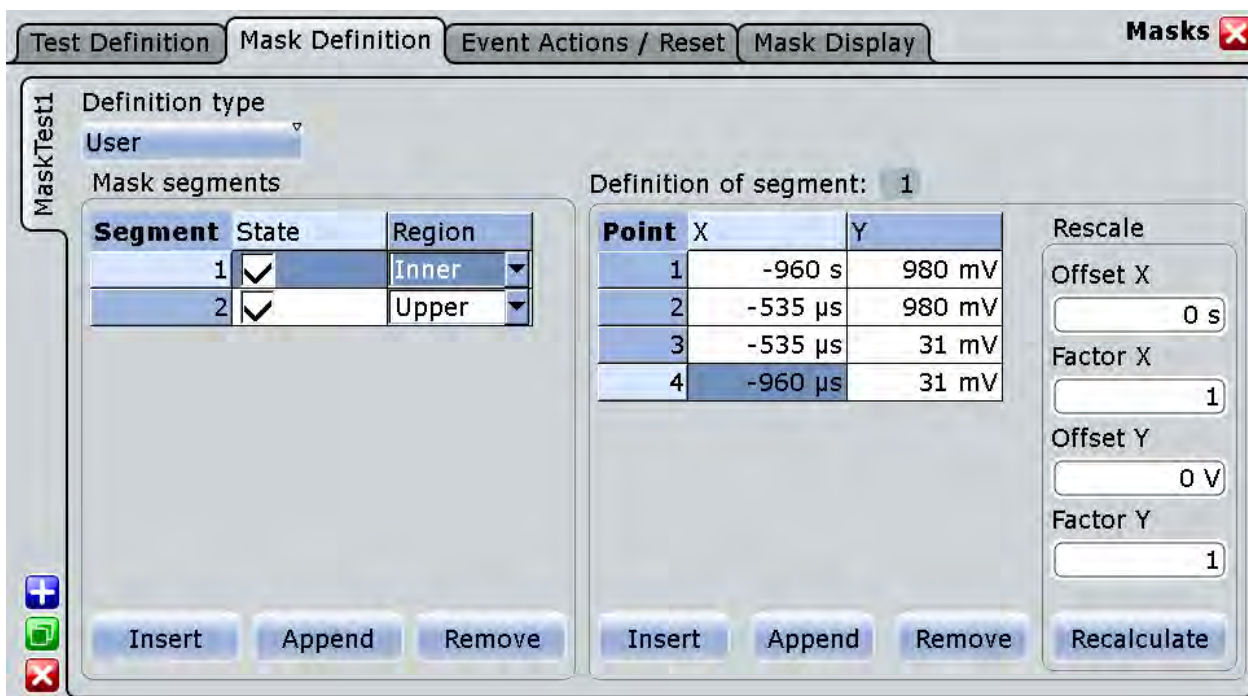 Test Definition Mask Definition Event Actions / Reset Mask Display Masks
MaskTest1
Definition type
User
Mask segments
Segment State Region
1 Inner
2 Upper
Insert Append Remove
Definition of segment: 1
Point X Y
1 -960 s 980 mV
2 -535 µs 980 mV
3 -535 µs 31 mV
4 -960 µs 31 mV
Insert Append Remove
Rescale
Offset X
0 s
Factor X
1
Offset Y
0 V
Factor Y
1
Recalculate